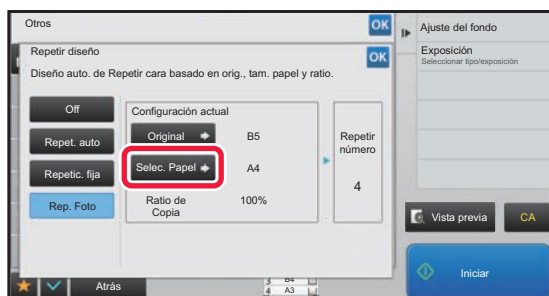 Otros
OK
Ajuste del fondo
Repetir diseño
OK
Exposición
Seleccionar tipo/exposición
Diseño auto. de Repetir cara basado en orig., tam. papel y ratio.
Off
Configuración actual
Repet. auto
Original
B5
Repetir
número
Repetic. fija
Selec. Papel
A4
4
Rep. Foto
Ratio de
Copia
100%
Vista previa
CA
Atrás
3 B4
4 A3
Iniciar